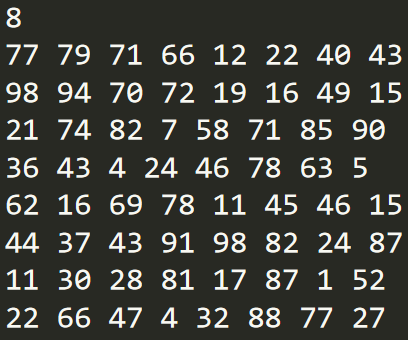 8
77 79 71 66 12 22 40 43
98 94 70 72 19 16 49 15
21 74 82 7 58 71 85 90
36 43 4 24 46 78 63 5
62 16 69 78 11 45 46 15
44 37 43 91 98 82 24 87
11 30 28 81 17 87 1 52
22 66 47 4 32 88 77 27